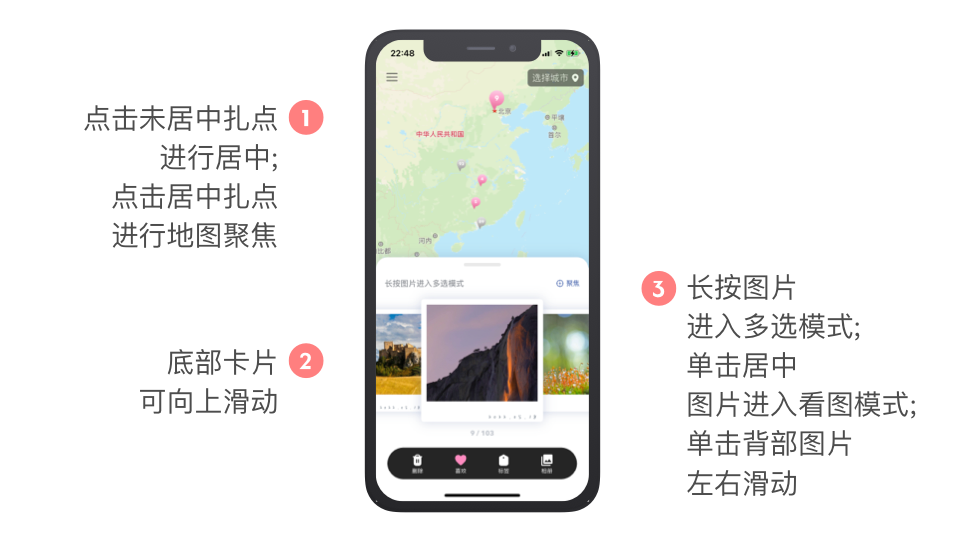 点击未居中扎点
进行居中;
点击居中扎点
进行地图聚焦
1
底部卡片
可向上滑动
2
22:48
选择城市
北京
平壤
首尔
中华人民共和国
河内
比都
长按图片进入多选模式
聚焦
9 / 103
删除
喜欢
标签
相册
3
长按图片
进入多选模式;
单击居中
图片进入看图模式;
单击背部图片
左右滑动